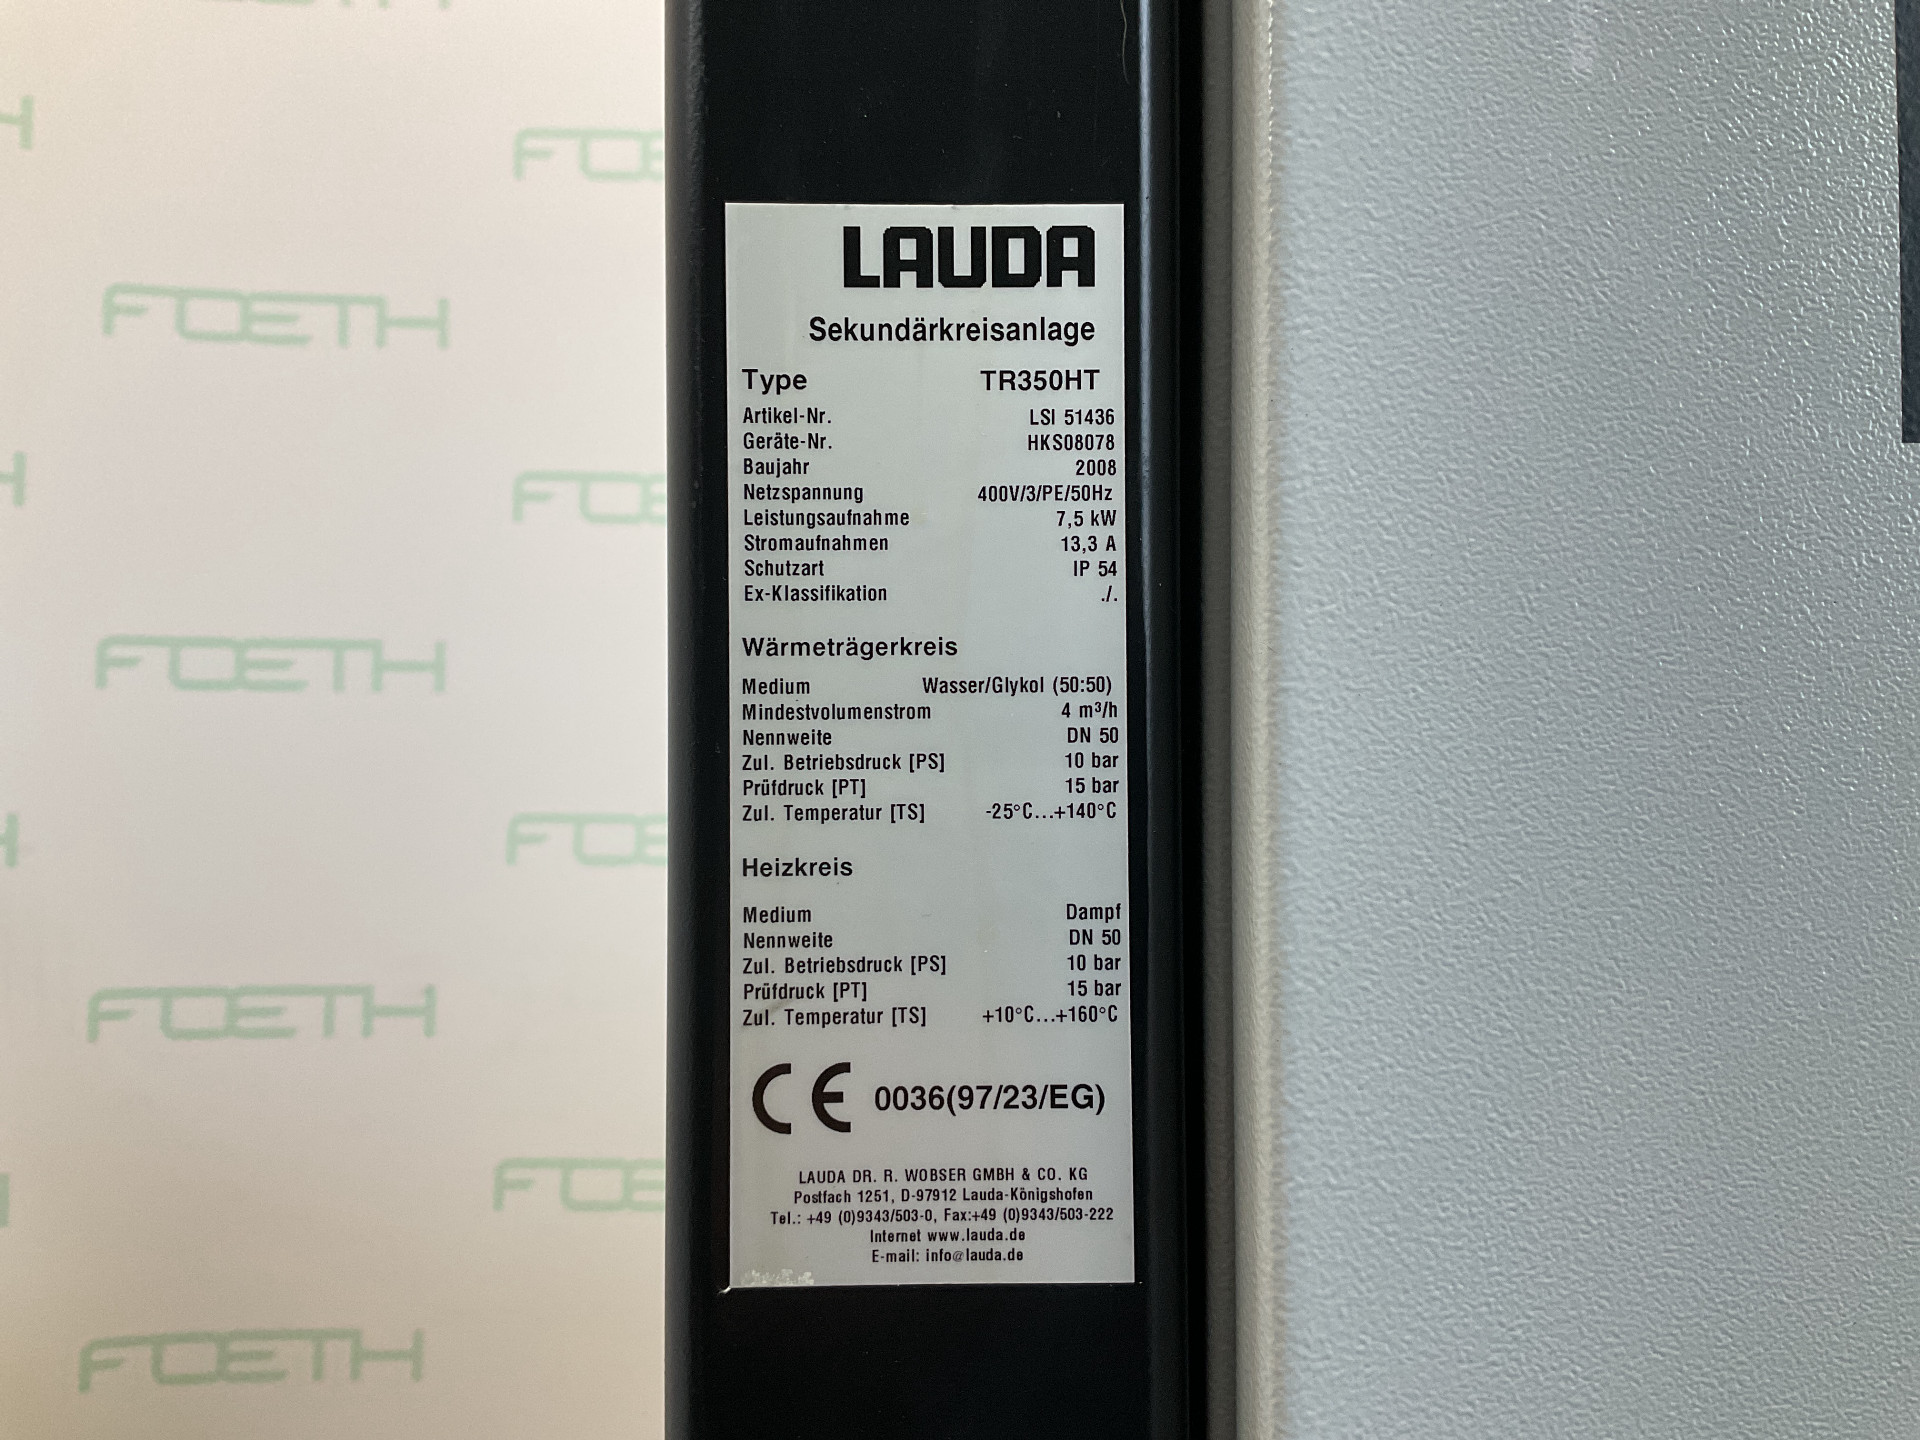 LAUDA
Sekundärkreisanlage
Type TR350HT
Artikel-Nr. LSI 51436
Geräte-Nr. HKS08078
Baujahr 2008
Netzspannung 400V/3/PE/50Hz
Leistungsaufnahme 7,5 kW
Stromaufnahmen 13,3 A
Schutzart IP 54
Ex-Klassifikation ./.
Wärmeträgerkreis
Medium Wasser/Glykol (50:50)
Mindestvolumenstrom 4 m³/h
Nennweite DN 50
Zul. Betriebsdruck [PS] 10 bar
Prüfdruck [PT] 15 bar
Zul. Temperatur [TS] -25°C...+140°C
Heizkreis
Medium Dampf
Nennweite DN 50
Zul. Betriebsdruck [PS] 10 bar
Prüfdruck [PT] 15 bar
Zul. Temperatur [TS] +10°C...+160°C
CE 0036(97/23/EG)
LAUDA DR. R. WOBSER GMBH & CO. KG
Postfach 1251, D-97912 Lauda-Königshofen
Tel.: +49 (0)9343/503-0, Fax:+49 (0)9343/503-222
Internet www.lauda.de
E-mail: info@lauda.de
FOETH
FOETH
FOETH
FOETH